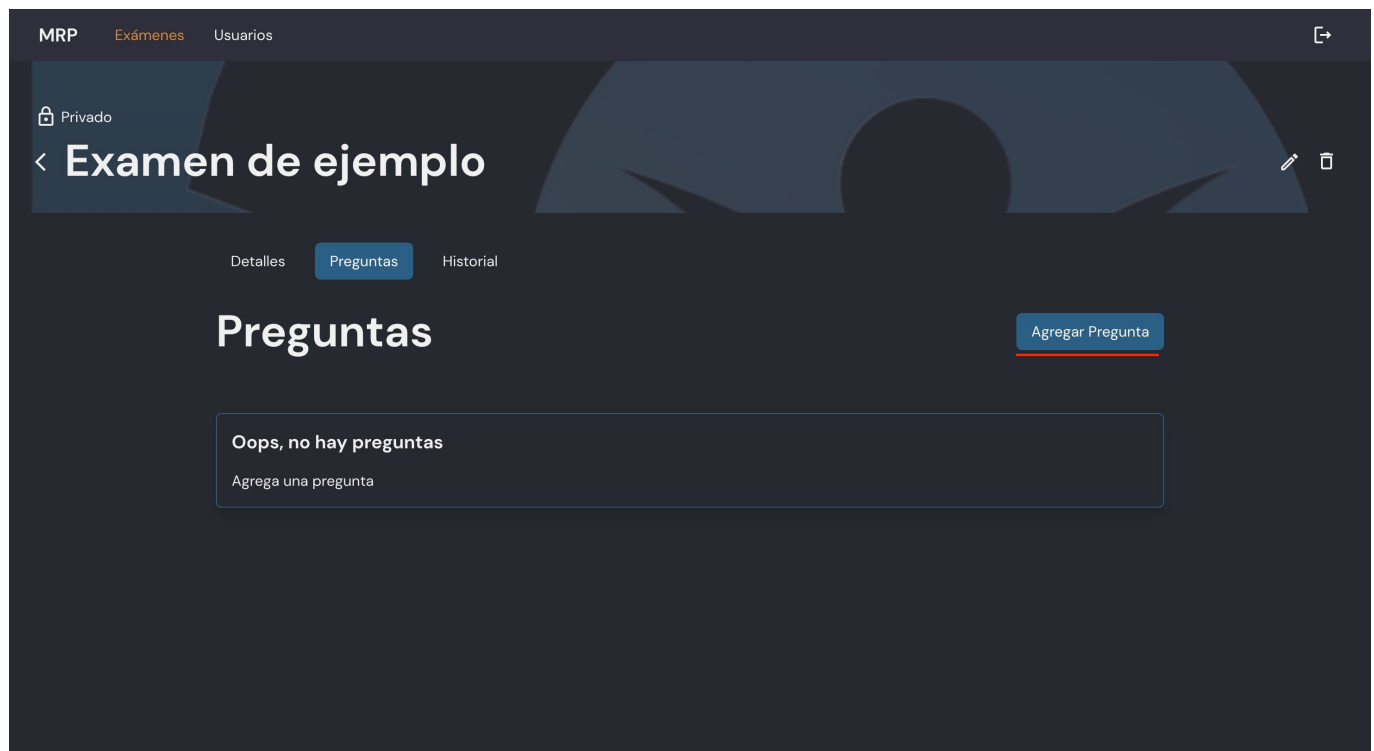 MRP Exámenes Usuarios
Privado
Examen de ejemplo
Detalles Preguntas Historial
Preguntas
Agregar Pregunta
Oops, no hay preguntas
Agrega una pregunta